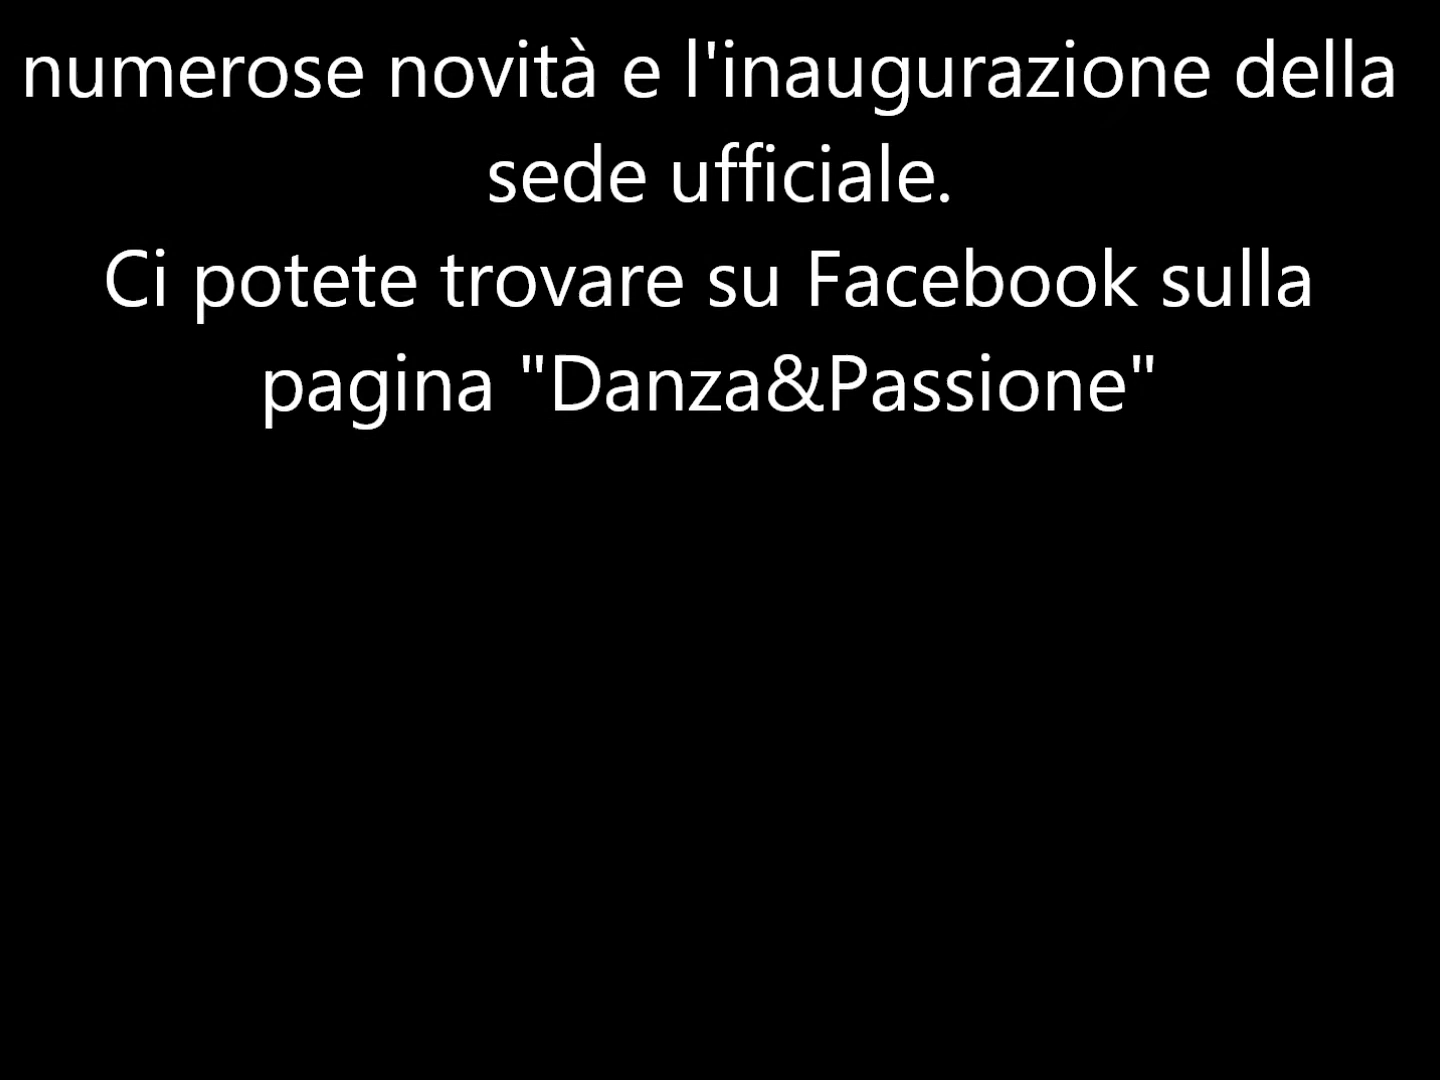 numerose novità e l'inaugurazione della
sede ufficiale.
Ci potete trovare su Facebook sulla
pagina "Danza&Passione"